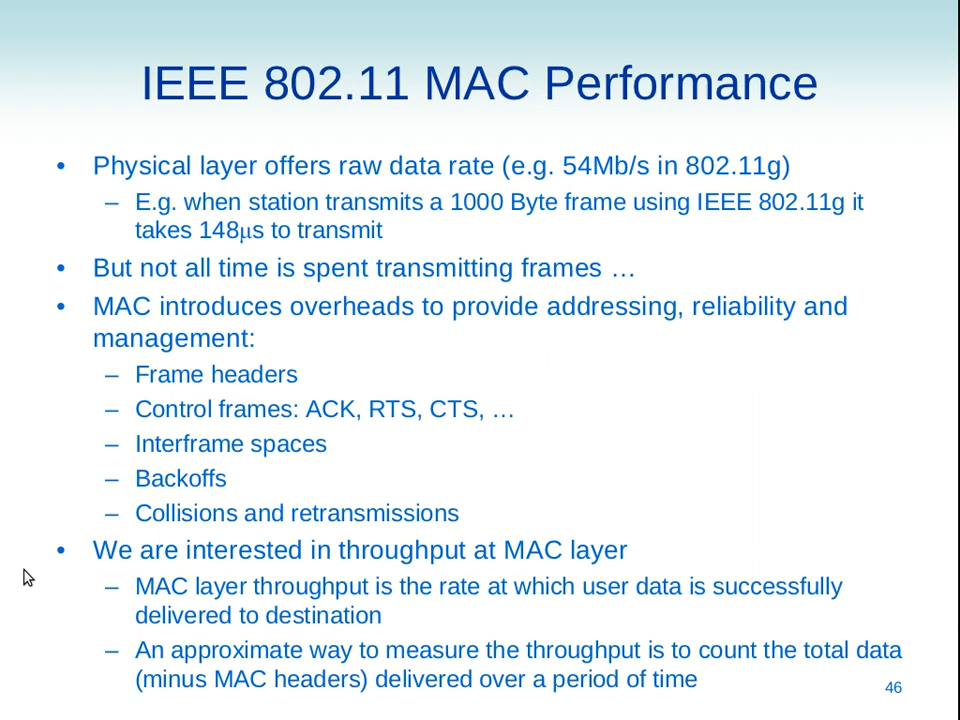 IEEE 802.11 MAC Performance
• Physical layer offers raw data rate (e.g. 54Mb/s in 802.11g)
– E.g. when station transmits a 1000 Byte frame using IEEE 802.11g it
takes 148μs to transmit
• But not all time is spent transmitting frames …
• MAC introduces overheads to provide addressing, reliability and
management:
– Frame headers
– Control frames: ACK, RTS, CTS, …
– Interframe spaces
– Backoffs
– Collisions and retransmissions
• We are interested in throughput at MAC layer
– MAC layer throughput is the rate at which user data is successfully
delivered to destination
– An approximate way to measure the throughput is to count the total data
(minus MAC headers) delivered over a period of time
46